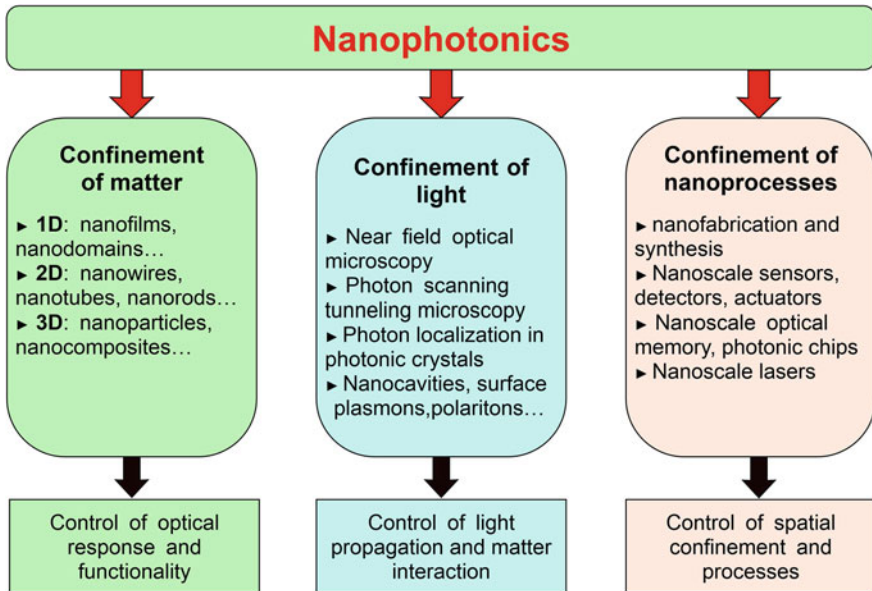 Nanophotonics
Confinement
of matter
► 1D: nanofilms,
nanodomains…
► 2D: nanowires,
nanotubes, nanorods…
► 3D: nanoparticles,
nanocomposites…
Confinement of
light
► Near field optical
microscopy
► Photon scanning
tunneling microscopy
► Photon localization in
photonic crystals
► Nanocavities, surface
plasmons,polaritons…
Confinement of
nanoprocesses
► nanofabrication and
synthesis
► Nanoscale sensors,
detectors, actuators
► Nanoscale optical
memory, photonic chips
► Nanoscale lasers
Control of optical
response and
functionality
Control of light
propagation and matter
interaction
Control of spatial
confinement and
processes